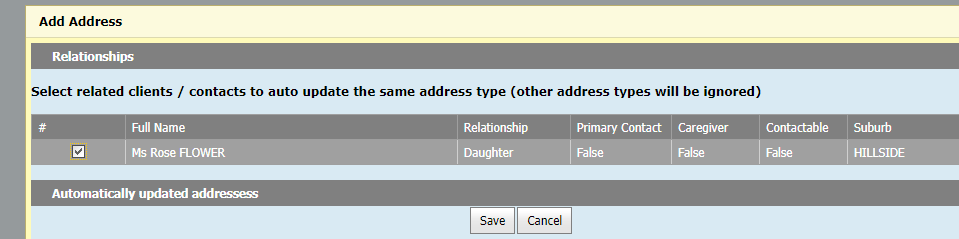 Add Address
Relationships
Select related clients / contacts to auto update the same address type (other address types will be ignored)
# Full Name Relationship Primary Contact Caregiver Contactable Suburb
Ms Rose FLOWER Daughter False False False HILLSIDE
Automatically updated addressess
Save Cancel